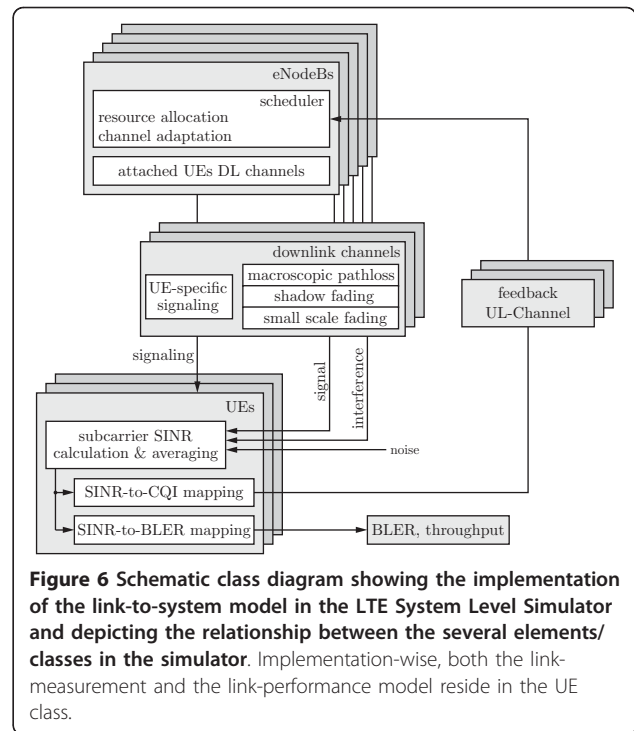 eNodeBs
scheduler
resource allocation
channel adaptation
attached UEs DL channels
downlink channels
UE-specific
signaling
macroscopic pathloss
shadow fading
small scale fading
feedback
UL-Channel
signaling
signal
interference
UEs
subcarrier SINR
calculation & averaging
noise
SINR-to-CQI mapping
SINR-to-BLER mapping
BLER, throughput
Figure 6 Schematic class diagram showing the implementation
of the link-to-system model in the LTE System Level Simulator
and depicting the relationship between the several elements/
classes in the simulator. Implementation-wise, both the link-
measurement and the link-performance model reside in the UE
class.